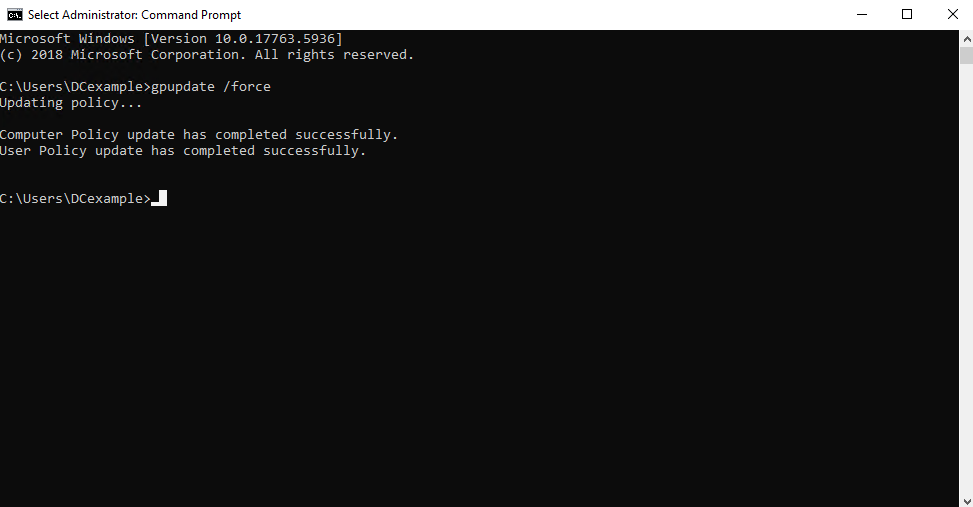 Select Administrator: Command Prompt
Microsoft Windows [Version 10.0.17763.5936]
(c) 2018 Microsoft Corporation. All rights reserved.
C:\Users\DCexample>gpupdate /force
Updating policy...
Computer Policy update has completed successfully.
User Policy update has completed successfully.
C:\Users\DCexample>